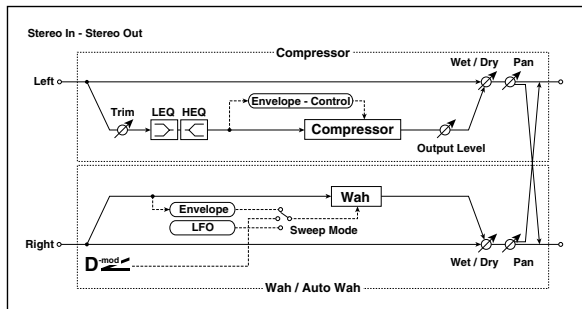 Stereo In - Stereo Out
Compressor
Wet / Dry Pan
Left
Envelope - Control
Trim LEQ HEQ
Compressor
Output Level
Envelope
Wah
LFO
Sweep Mode
Right
D-mod
Wet / Dry Pan
Wah / Auto Wah